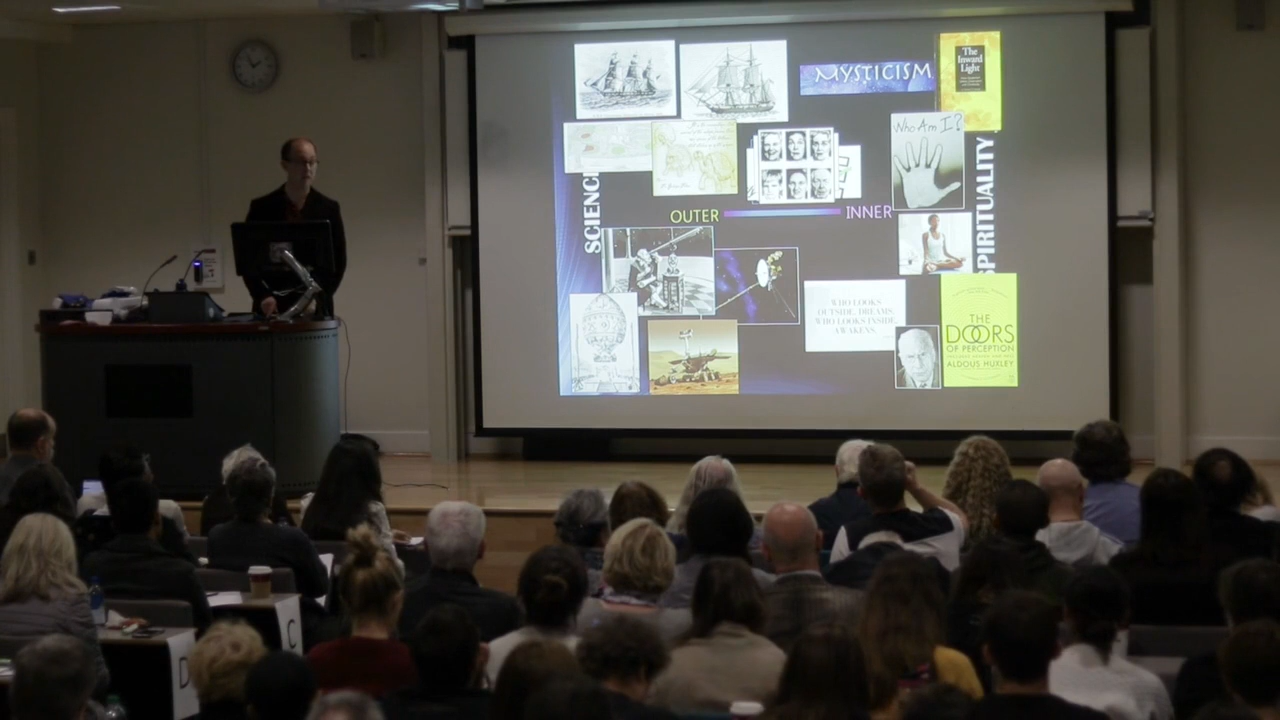 MYSTICISM
The
Inward
Light
Who Am I?
SCIENC
OUTER
INNER
SPIRITUALITY
WHO LOOKS
OUTSIDE, DREAMS.
WHO LOOKS INSIDE,
AWAKENS.
THE
DOORS
OF PERCEPTION
ALDOUS HUXLEY
C
D